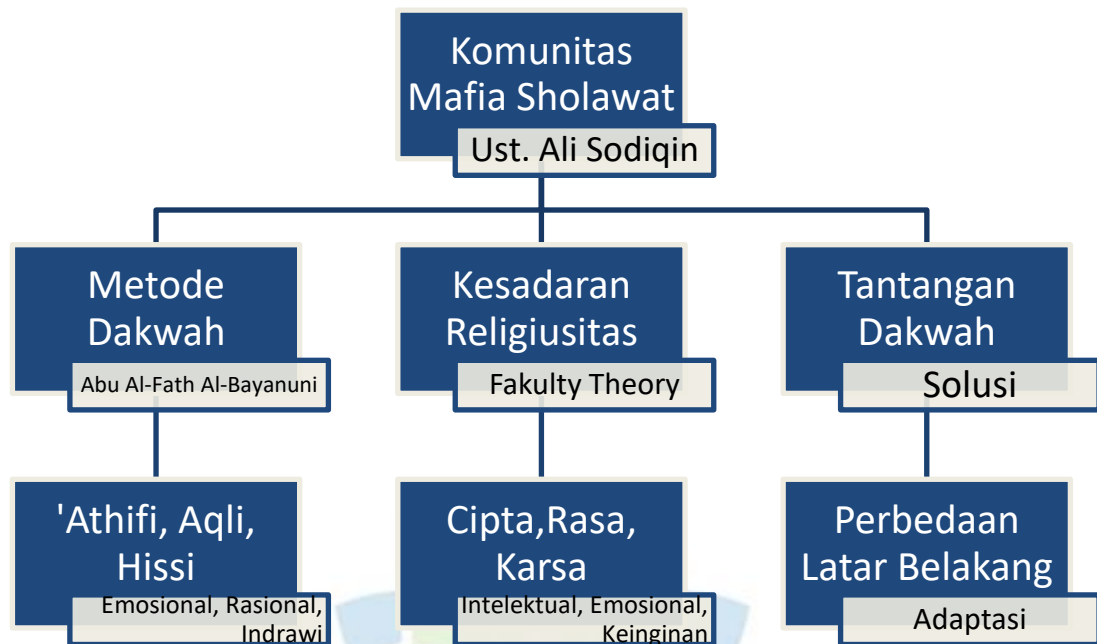 Komunitas
Mafia Sholawat
Ust. Ali Sodiqin
Metode
Dakwah
Abu Al-Fath Al-Bayanuni
Kesadaran
Religiusitas
Fakulty Theory
Tantangan
Dakwah
Solusi
'Athifi, Aqli,
Hissi
Emosional, Rasional,
Indrawi
Cipta,Rasa,
Karsa
Intelektual, Emosional,
Keinginan
Perbedaan
Latar Belakang
Adaptasi